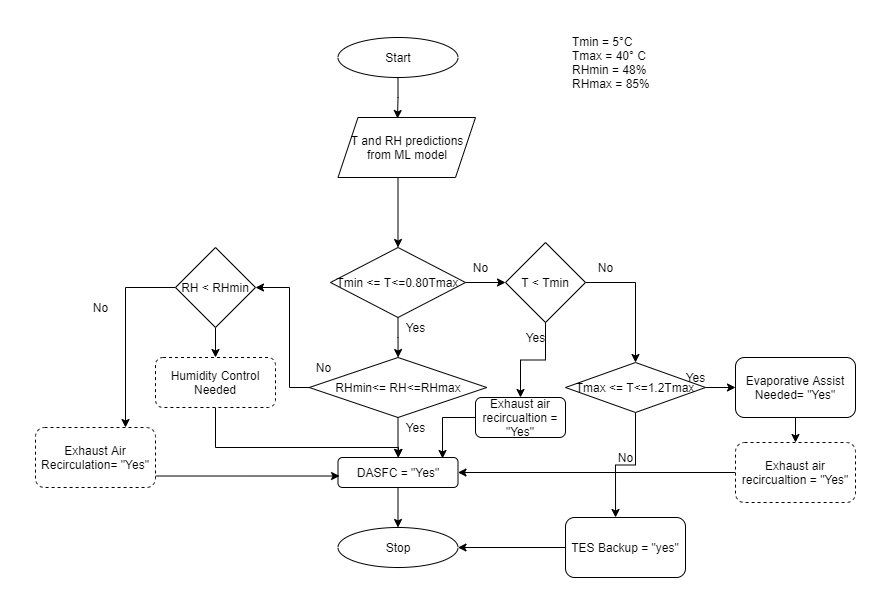 Tmin = 5°C
Tmax = 40° C
RHmin = 48%
RHmax = 85%
Start
T and RH predictions
from ML model
Tmin <= T<=0.80Tmax
No
T < Tmin
No
RH < RHmin
No
Yes
Yes
Humidity Control
Needed
No
RHmin<= RH<=RHmax
Yes
Exhaust air
recircualtion =
"Yes"
Tmax <= T<=1.2Tmax
Yes
Evaporative Assist
Needed= "Yes"
No
Exhaust Air
Recirculation= "Yes"
DASFC = "Yes"
Exhaust air
recircualtion = "Yes"
Stop
TES Backup = "yes"